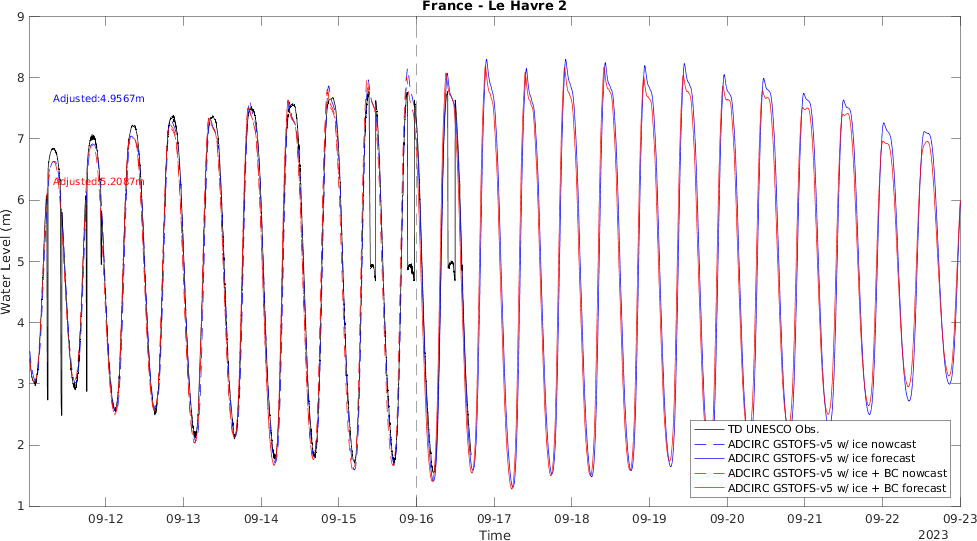 France - Le Havre 2
9
8
7
6
5
4
3
2
1
Water Level (m)
Adjusted:4.9567m
Adjusted:5.2087m
TD UNESCO Obs.
ADCIRC GSTOFS-v5 w/ ice nowcast
ADCIRC GSTOFS-v5 w/ ice forecast
ADCIRC GSTOFS-v5 w/ ice + BC nowcast
ADCIRC GSTOFS-v5 w/ ice + BC forecast
09-12 09-13 09-14 09-15 09-16 09-17 09-18 09-19 09-20 09-21 09-22 09-23
Time
2023